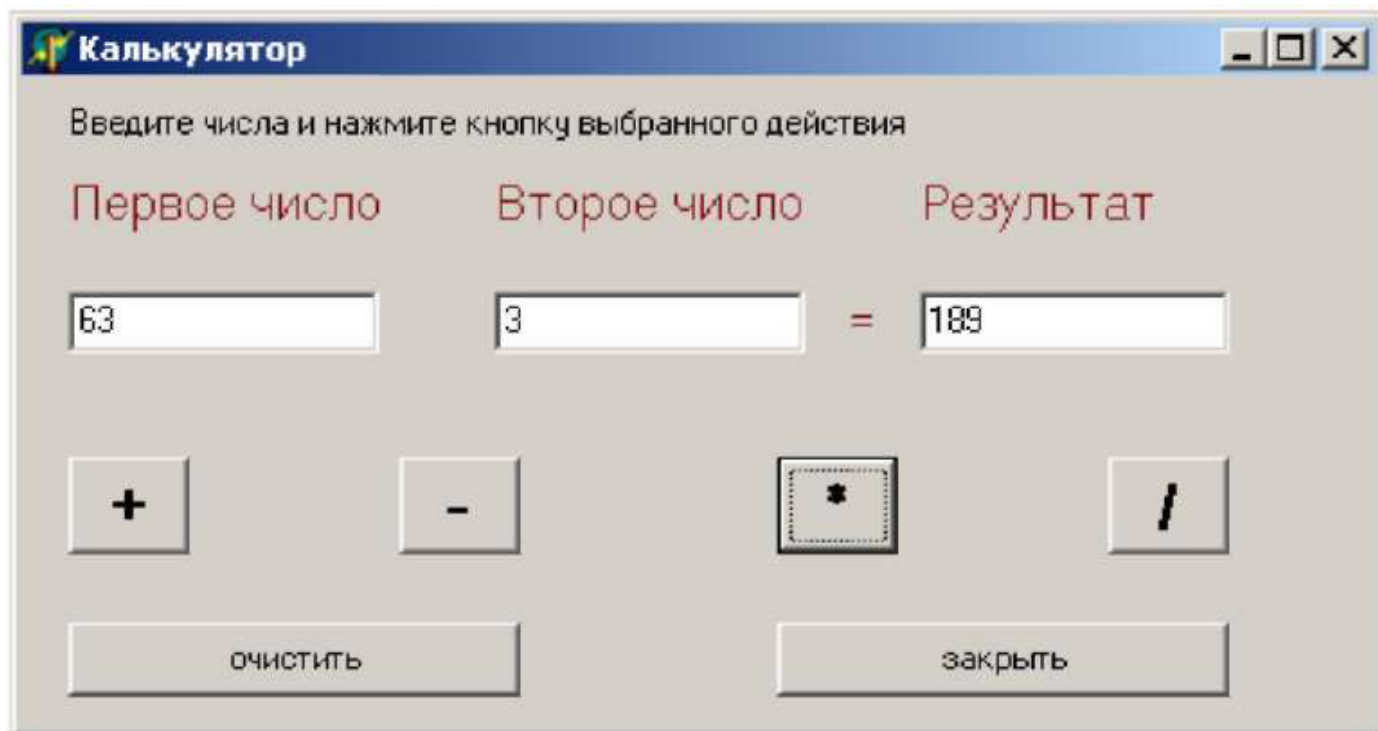 Калькулятор
Введите числа и нажмите кнопку выбранного действия
Первое число Второе число Результат
63 3 = 189
+ - * /
очистить закрыть